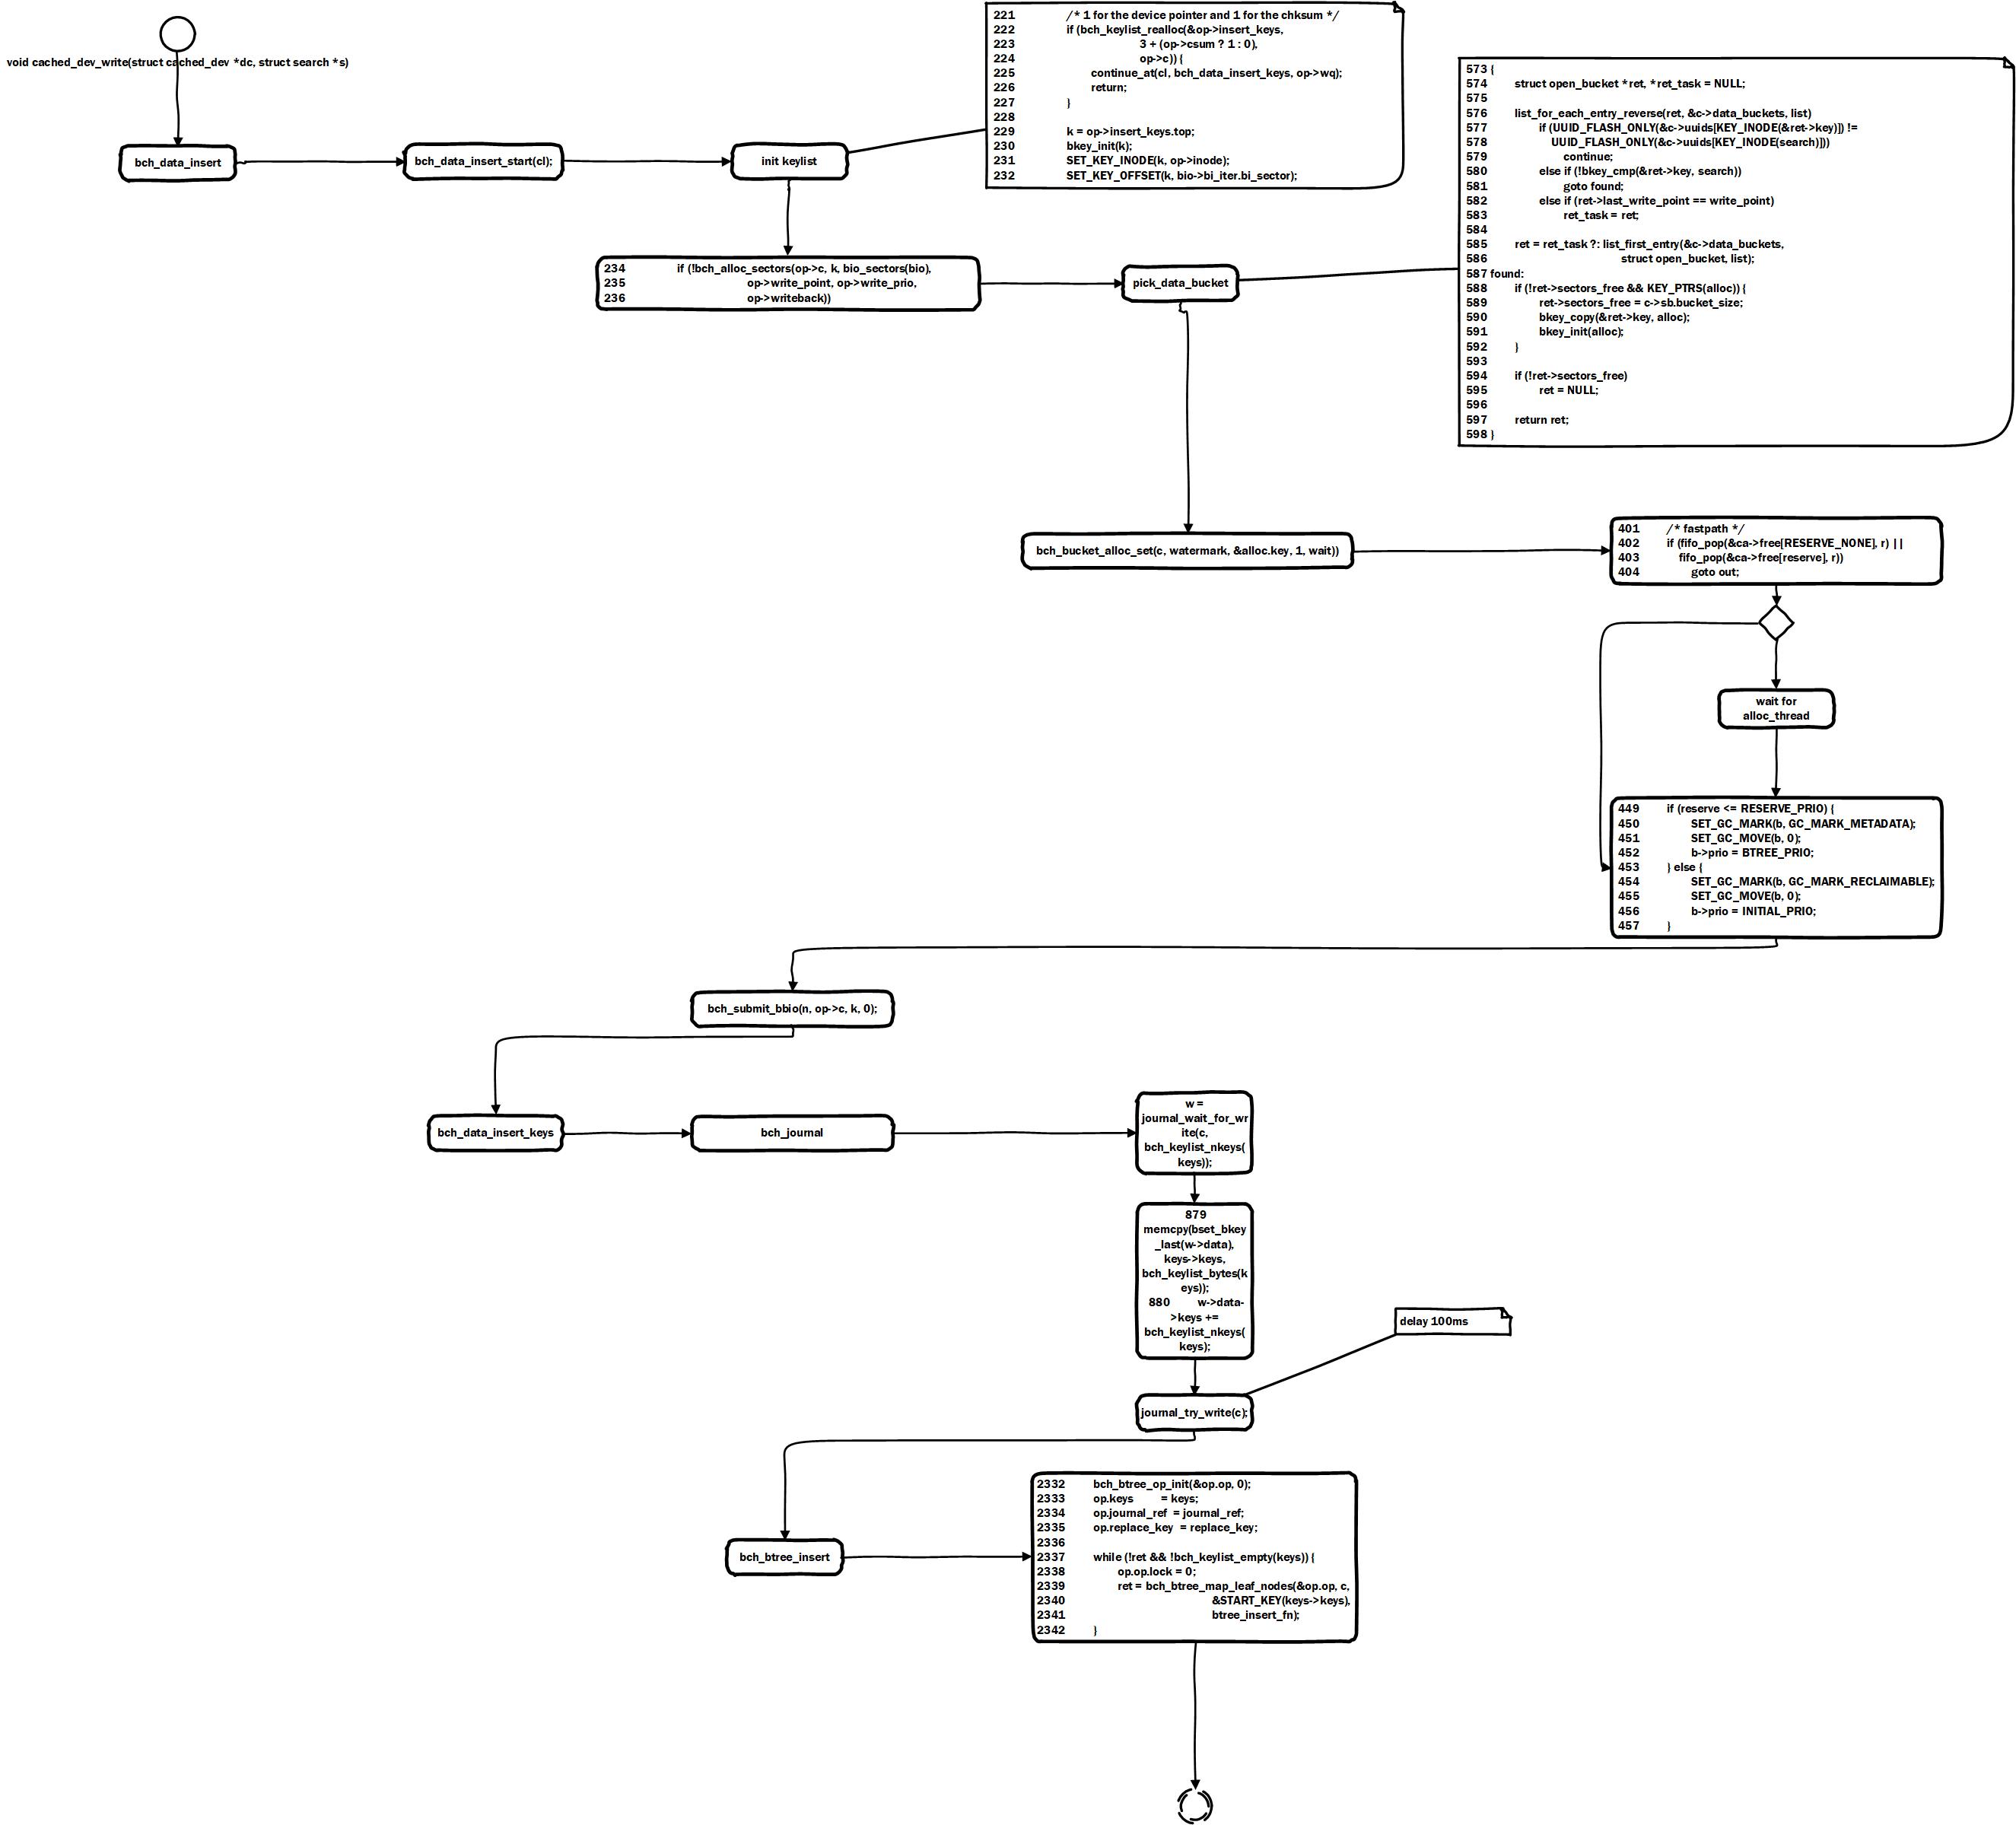 void cached_dev_write(struct cached_dev *dc, struct search *s)
bch_data_insert
bch_data_insert_start(cl);
init keylist
221 /* 1 for the device pointer and 1 for the chksum */
222 if (bch_keylist_realloc(&op->insert_keys,
223 3 + (op->csum ? 1 : 0),
224 op->c)) {
225 continue_at(cl, bch_data_insert_keys, op->wq);
226 return;
227 }
228
229 k = op->insert_keys.top;
230 bkey_init(k);
231 SET_KEY_INODE(k, op->inode);
232 SET_KEY_OFFSET(k, bio->bi_iter.bi_sector);
234 if (!bch_alloc_sectors(op->c, k, bio_sectors(bio),
235 op->write_point, op->write_prio,
236 op->writeback))
pick_data_bucket
573 {
574 struct open_bucket *ret, *ret_task = NULL;
575
576 list_for_each_entry_reverse(ret, &c->data_buckets, list)
577 if (UUID_FLASH_ONLY(&c->uuids[KEY_INODE(&ret->key)]) !=
578 UUID_FLASH_ONLY(&c->uuids[KEY_INODE(search)]))
579 continue;
580 else if (!bkey_cmp(&ret->key, search))
581 goto found;
582 else if (ret->last_write_point == write_point)
583 ret_task = ret;
584
585 ret = ret_task ?: list_first_entry(&c->data_buckets,
586 struct open_bucket, list);
587 found:
588 if (!ret->sectors_free && KEY_PTRS(alloc)) {
589 ret->sectors_free = c->sb.bucket_size;
590 bkey_copy(&ret->key, alloc);
591 bkey_init(alloc);
592 }
593
594 if (!ret->sectors_free)
595 ret = NULL;
596
597 return ret;
598 }
bch_bucket_alloc_set(c, watermark, &alloc.key, 1, wait))
401 /* fastpath */
402 if (fifo_pop(&ca->free[RESERVE_NONE], r) ||
403 fifo_pop(&ca->free[reserve], r))
404 goto out;
wait for
alloc_thread
449 if (reserve <= RESERVE_PRIO) {
450 SET_GC_MARK(b, GC_MARK_METADATA);
451 SET_GC_MOVE(b, 0);
452 b->prio = BTREE_PRIO;
453 } else {
454 SET_GC_MARK(b, GC_MARK_RECLAIMABLE);
455 SET_GC_MOVE(b, 0);
456 b->prio = INITIAL_PRIO;
457 }
bch_submit_bbio(n, op->c, k, 0);
bch_data_insert_keys
bch_journal
w =
journal_wait_for_wr
ite(c,
bch_keylist_nkeys(
keys));
879
memcpy(bset_bkey
_last(w->data),
keys->keys,
bch_keylist_bytes(k
eys));
880 w->data-
>keys +=
bch_keylist_nkeys(
keys);
delay 100ms
journal_try_write(c);
bch_btree_insert
2332 bch_btree_op_init(&op.op, 0);
2333 op.keys = keys;
2334 op.journal_ref = journal_ref;
2335 op.replace_key = replace_key;
2336
2337 while (!ret && !bch_keylist_empty(keys)) {
2338 op.op.lock = 0;
2339 ret = bch_btree_map_leaf_nodes(&op.op, c,
2340 &START_KEY(keys->keys),
2341 btree_insert_fn);
2342 }